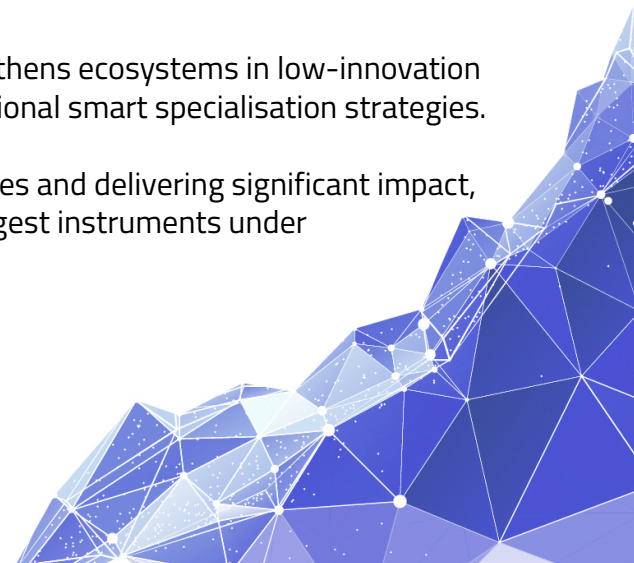 thens ecosystems in low-innovation
ional smart specialisation strategies.
es and delivering significant impact,
gest instruments under